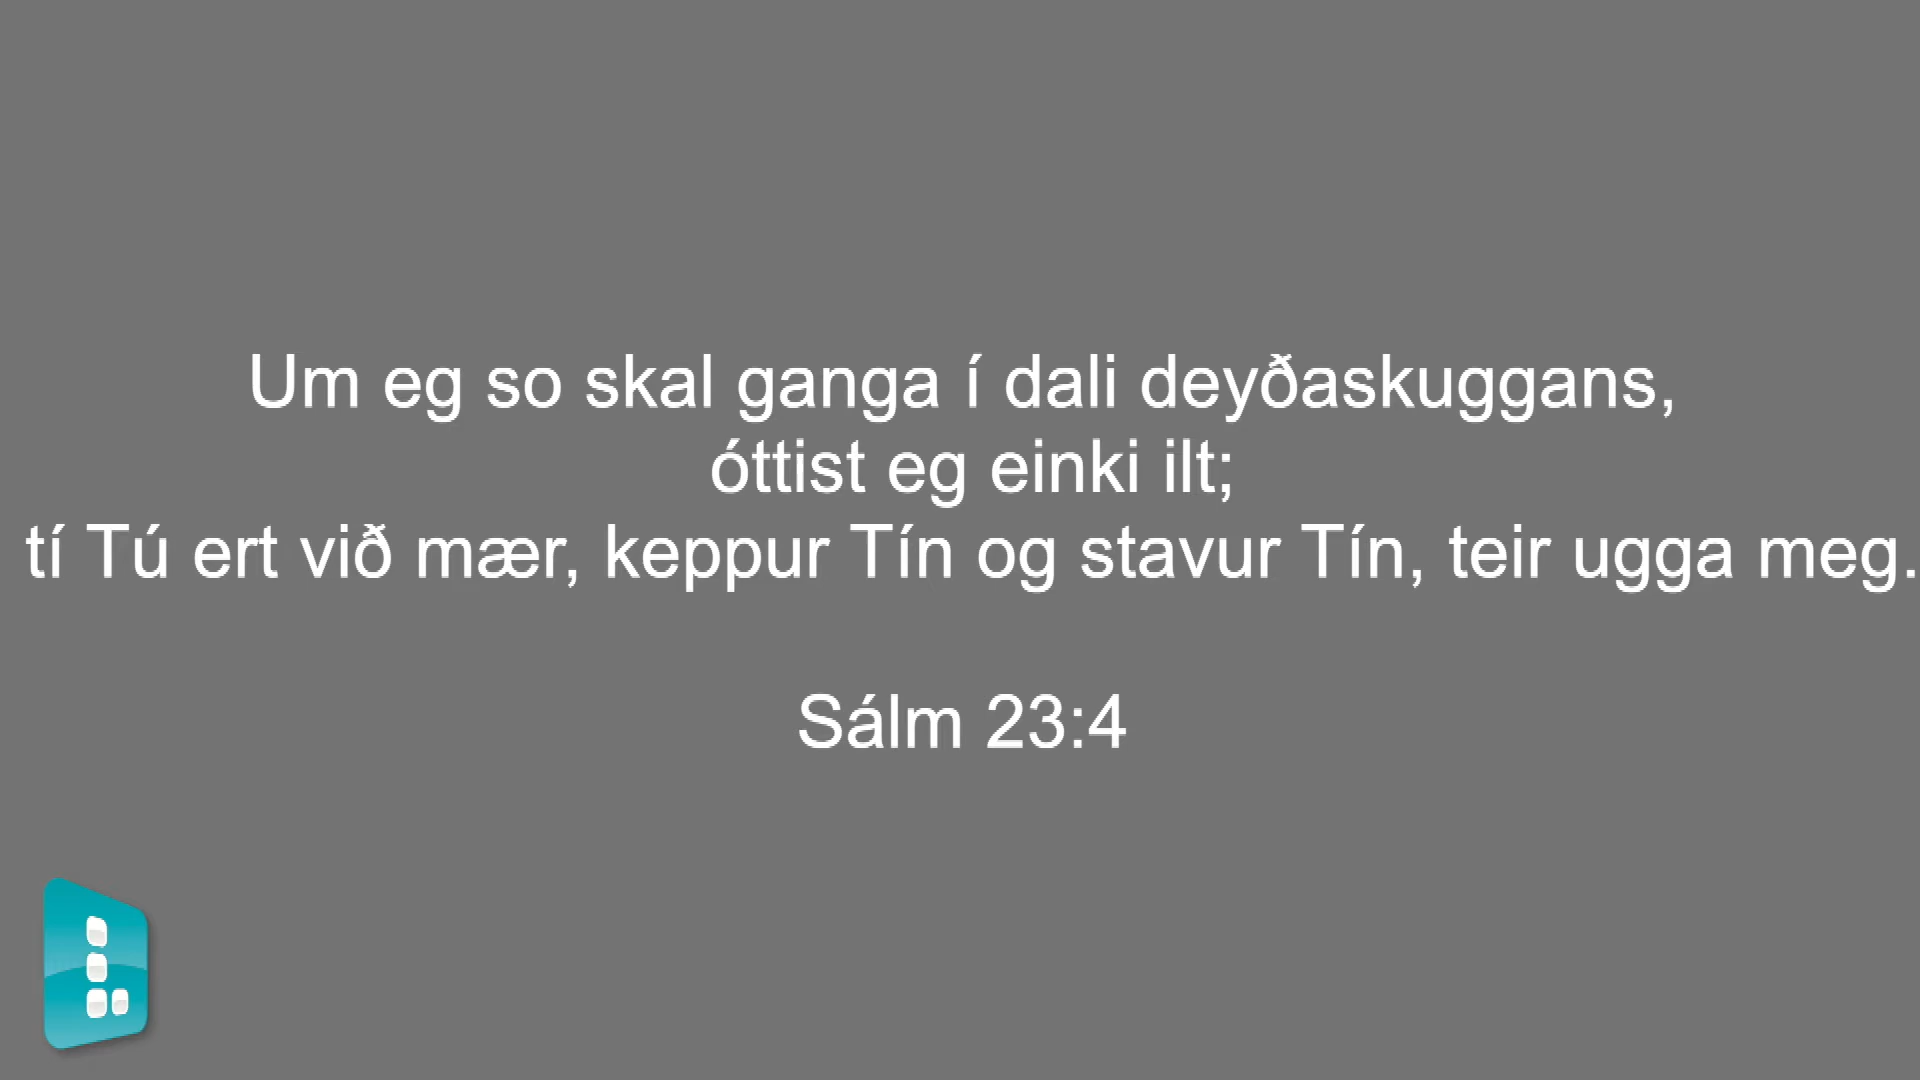 Um eg so skal ganga í dali deyðaskuggans,
óttist eg einki ilt;
tí Tú ert við mær, keppur Tín og stavur Tín, teir ugga meg.
Sálm 23:4